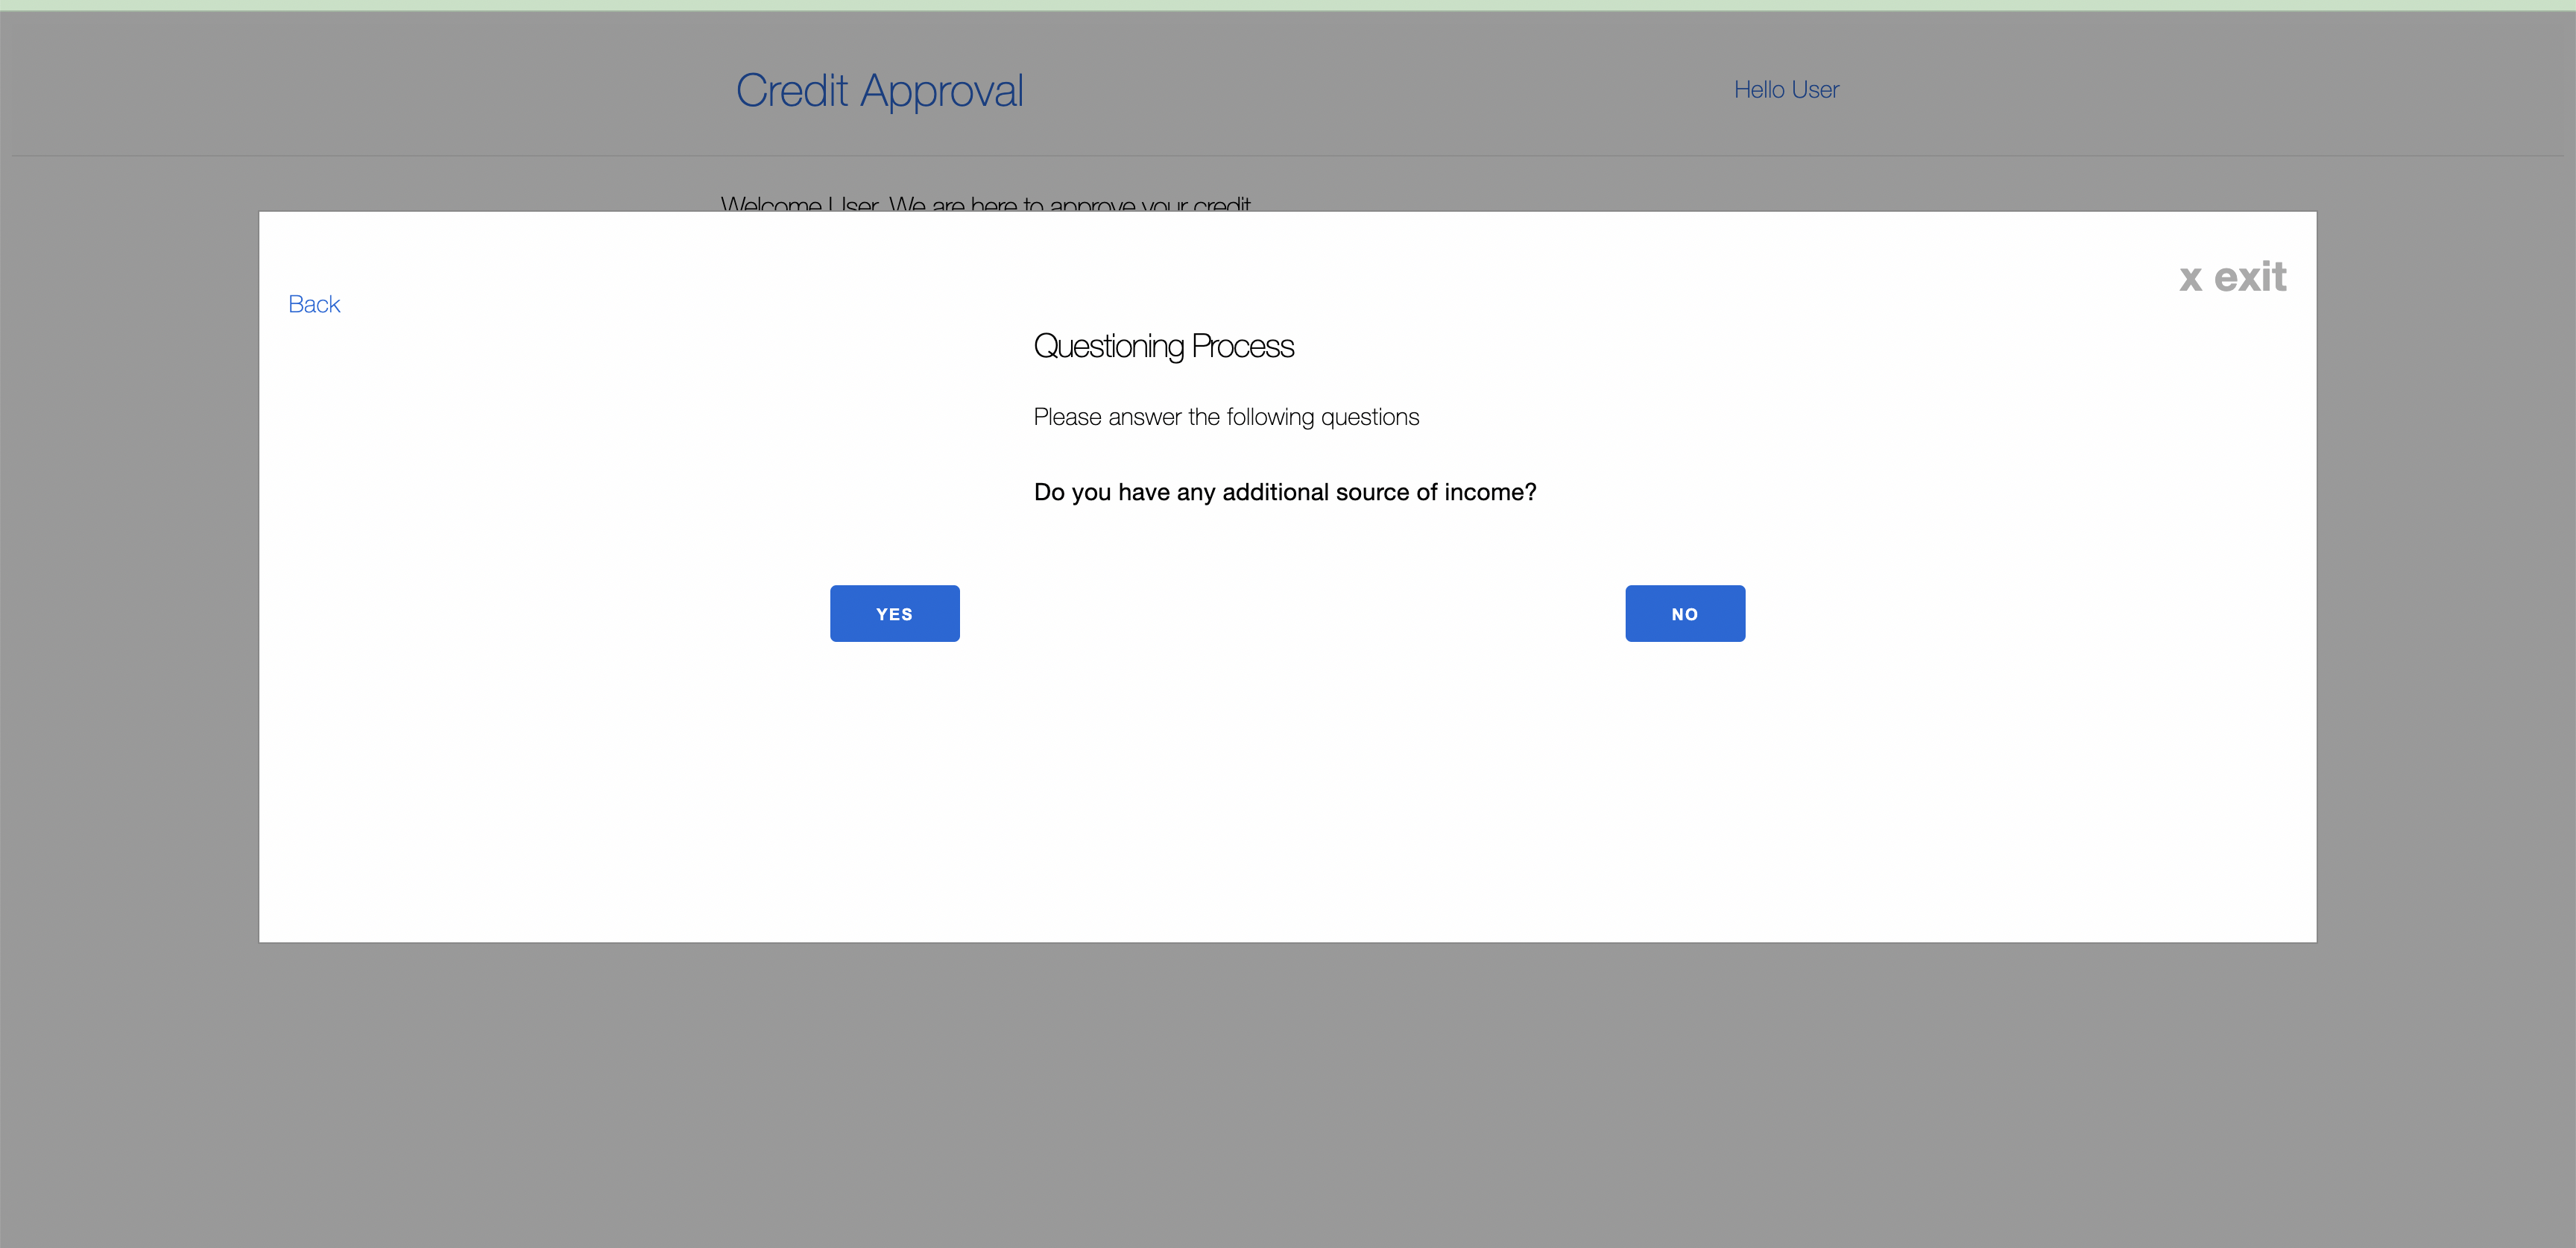 Credit Approval
Hello User
Welcome User. We are here to approve your credit
x exit
Back
Questioning Process
Please answer the following questions
Do you have any additional source of income?
YES
NO